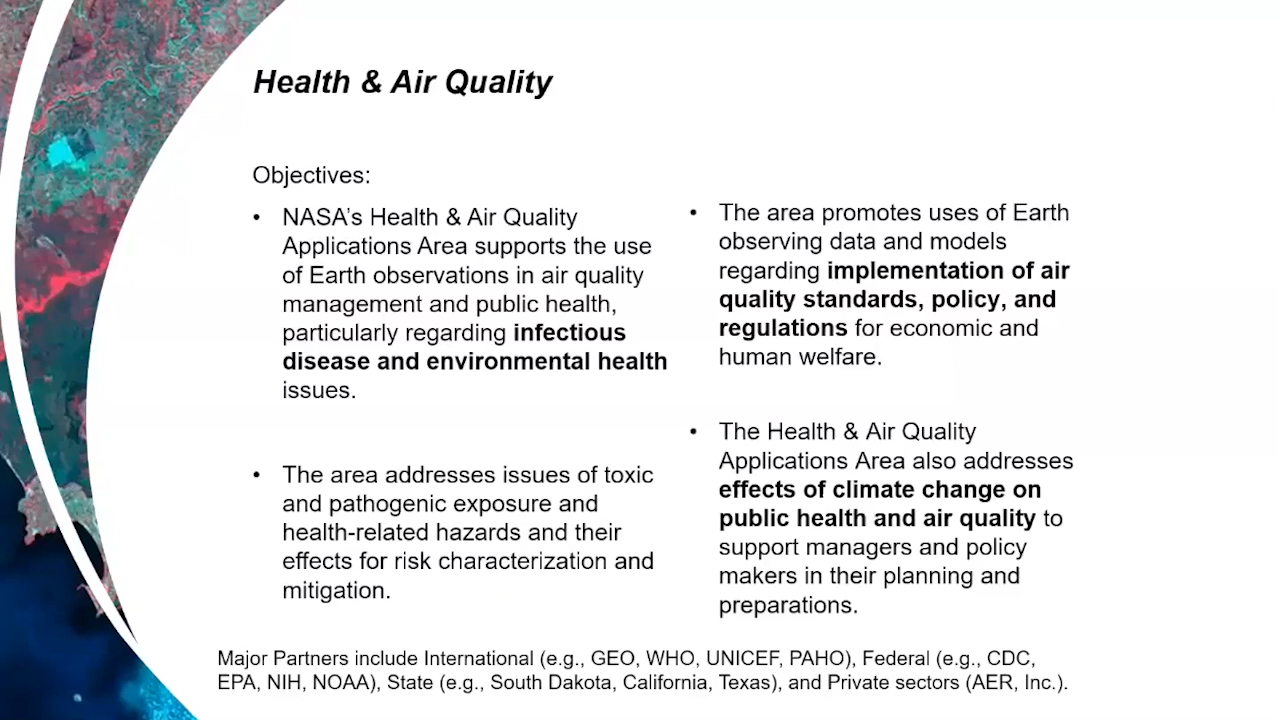 Health & Air Quality
Objectives:
• NASA's Health & Air Quality
Applications Area supports the use
of Earth observations in air quality
management and public health,
particularly regarding infectious
disease and environmental health
issues.
• The area addresses issues of toxic
and pathogenic exposure and
health-related hazards and their
effects for risk characterization and
mitigation.
• The area promotes uses of Earth
observing data and models
regarding implementation of air
quality standards, policy, and
regulations for economic and
human welfare.
• The Health & Air Quality
Applications Area also addresses
effects of climate change on
public health and air quality to
support managers and policy
makers in their planning and
preparations.
Major Partners include International (e.g., GEO, WHO, UNICEF, PAHO), Federal (e.g., CDC,
EPA, NIH, NOAA), State (e.g., South Dakota, California, Texas), and Private sectors (AER, Inc.).